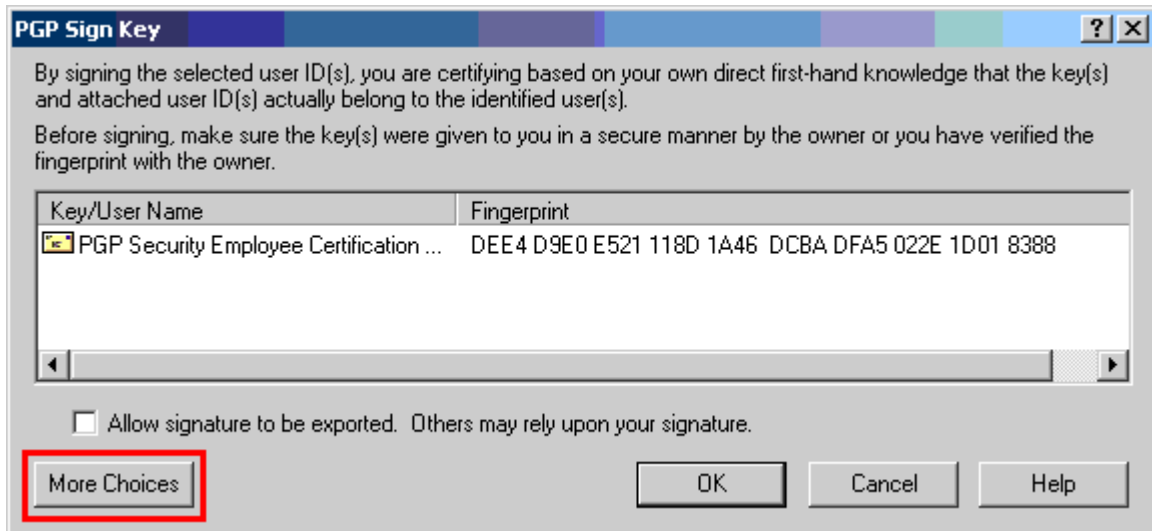 PGP Sign Key
By signing the selected user ID(s), you are certifying based on your own direct first-hand knowledge that the key(s)
and attached user ID(s) actually belong to the identified user(s).
Before signing, make sure the key(s) were given to you in a secure manner by the owner or you have verified the
fingerprint with the owner.
Key/User Name Fingerprint
PGP Security Employee Certification ... DEE4 D9E0 E521 118D 1A46 DCBA DFA5 022E 1D01 8388
Allow signature to be exported. Others may rely upon your signature.
More Choices OK Cancel Help